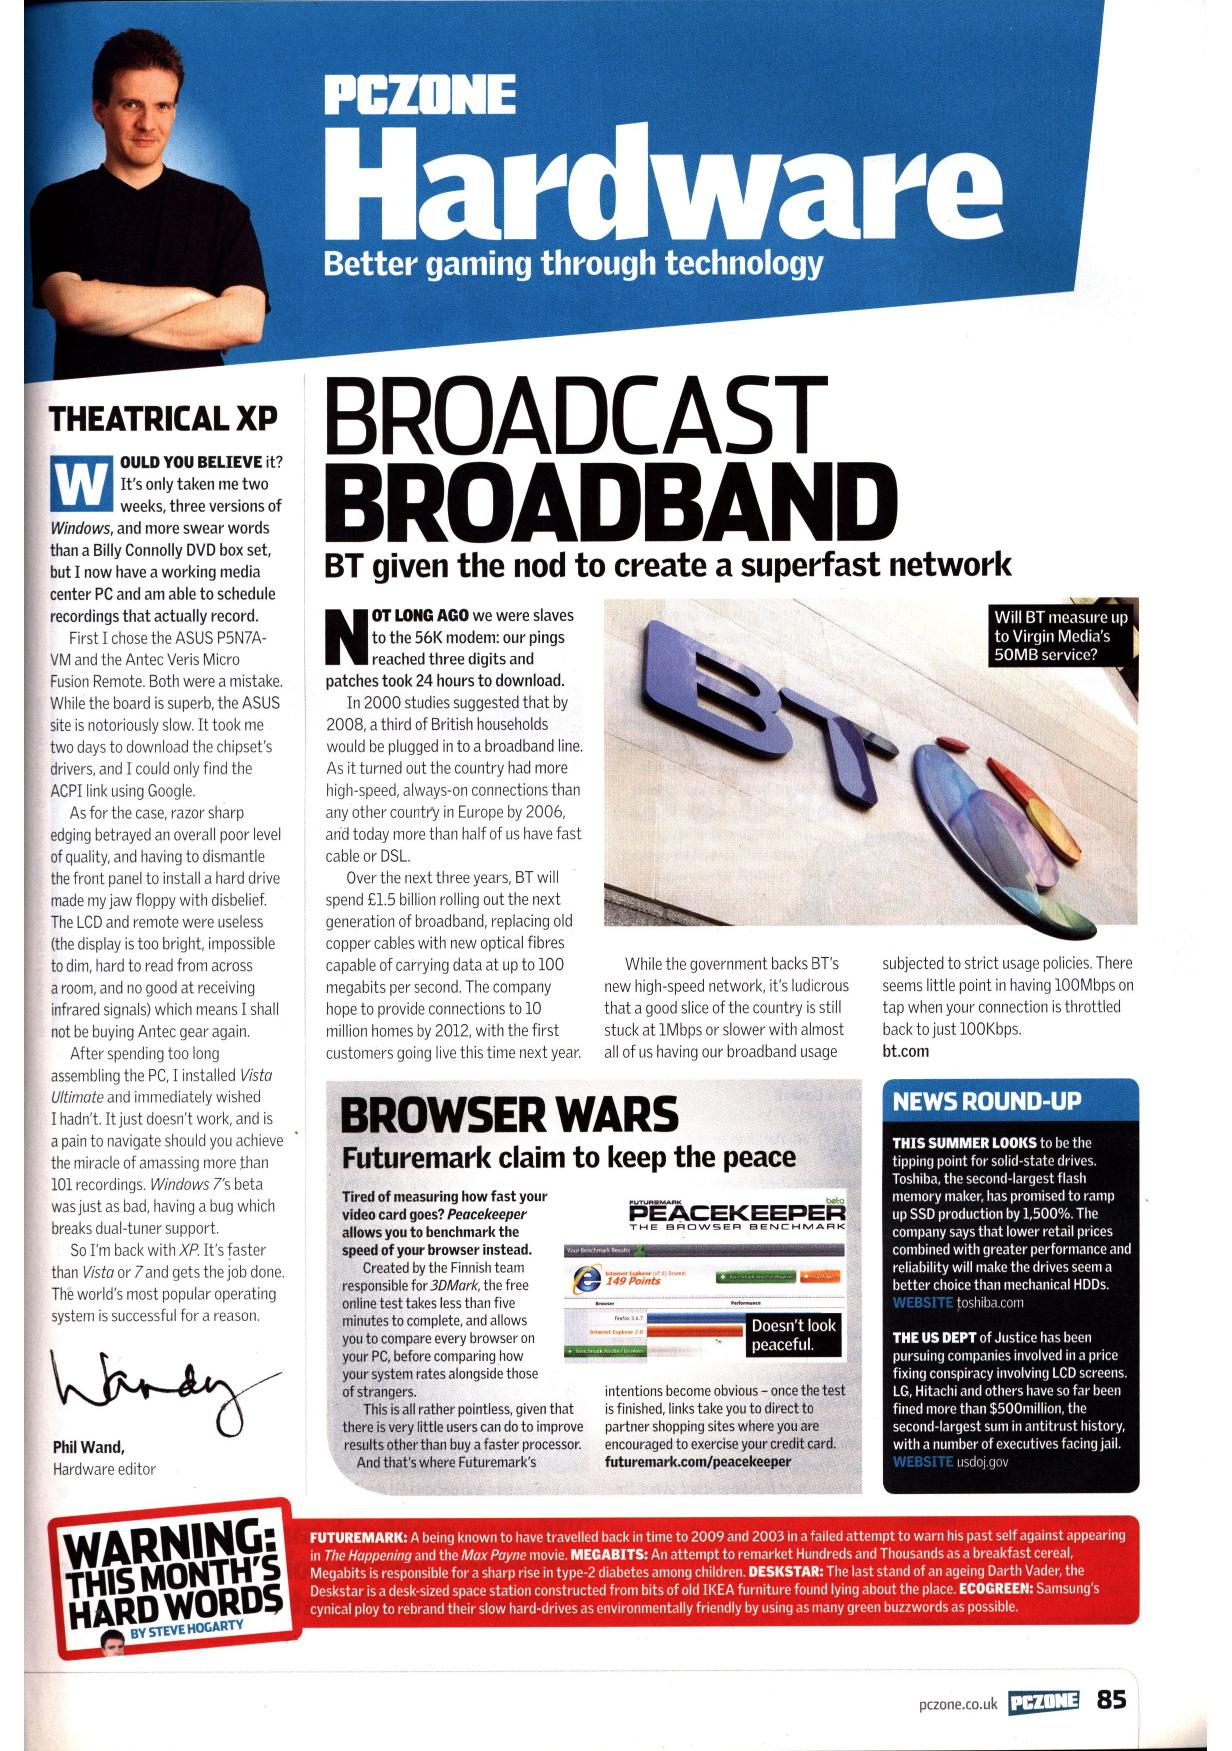 PCZONE
Hardware
Better gaming through technology
THEATRICAL XP
WOULD YOU BELIEVE it?
It's only taken me two
weeks, three versions of
Windows, and more swear words
than a Billy Connolly DVD box set,
but I now have a working media
center PC and am able to schedule
recordings that actually record.
First I chose the ASUS P5N7A-
VM and the Antec Veris Micro
Fusion Remote. Both were a mistake.
While the board is superb, the ASUS
site is notoriously slow. It took me
two days to download the chipset's
drivers, and I could only find the
ACPI link using Google.
As for the case, razor sharp
edging betrayed an overall poor level
of quality, and having to dismantle
the front panel to install a hard drive
made my jaw floppy with disbelief.
The LCD and remote were useless
(the display is too bright, impossible
to dim, hard to read from across
a room, and no good at receiving
infrared signals) which means I shall
not be buying Antec gear again.
After spending too long
assembling the PC, I installed Vista
Ultimate and immediately wished
I hadn't. It just doesn't work, and is
a pain to navigate should you achieve
the miracle of amassing more than
101 recordings. Windows 7's beta
was just as bad, having a bug which
breaks dual-tuner support.
So I'm back with XP. It's faster
than Vista or 7 and gets the job done.
The world's most popular operating
system is successful for a reason.
Wandy
Phil Wand,
Hardware editor
BROADCAST
BROADBAND
BT given the nod to create a superfast network
NOT LONG AGO we were slaves
to the 56K modem: our pings
reached three digits and
patches took 24 hours to download.
In 2000 studies suggested that by
2008, a third of British households
would be plugged in to a broadband line.
As it turned out the country had more
high-speed, always-on connections than
any other country in Europe by 2006,
and today more than half of us have fast
cable or DSL.
Over the next three years, BT will
spend £1.5 billion rolling out the next
generation of broadband, replacing old
copper cables with new optical fibres
capable of carrying data at up to 100
megabits per second. The company
hope to provide connections to 10
million homes by 2012, with the first
customers going live this time next year.
BT
Will BT measure up
to Virgin Media's
50MB service?
While the government backs BT's
new high-speed network, it's ludicrous
that a good slice of the country is still
stuck at 1Mbps or slower with almost
all of us having our broadband usage
subjected to strict usage policies. There
seems little point in having 100Mbps on
tap when your connection is throttled
back to just 100Kbps.
bt.com
BROWSER WARS
Futuremark claim to keep the peace
Tired of measuring how fast your
video card goes? Peacekeeper
allows you to benchmark the
speed of your browser instead.
Created by the Finnish team
responsible for 3DMark, the free
online test takes less than five
minutes to complete, and allows
you to compare every browser on
your PC, before comparing how
your system rates alongside those
of strangers.
This is all rather pointless, given that
there is very little users can do to improve
results other than buy a faster processor.
And that's where Futuremark's
FUTUREMARK beta
PEACEKEEPER
THE BROWSER BENCHMARK
Your Benchmark Results
Internet Explorer (v7.0) Scores:
149 Points
Benchmark Another Browser
Browser Performance
Firefox 3.0.7
Internet Explorer 7.0
Benchmark Another Browser
Doesn't look
peaceful.
intentions become obvious – once the test
is finished, links take you to direct to
partner shopping sites where you are
encouraged to exercise your credit card.
futuremark.com/peacekeeper
NEWS ROUND-UP
THIS SUMMER LOOKS to be the
tipping point for solid-state drives.
Toshiba, the second-largest flash
memory maker, has promised to ramp
up SSD production by 1,500%. The
company says that lower retail prices
combined with greater performance and
reliability will make the drives seem a
better choice than mechanical HDDs.
WEBSITE toshiba.com
THE US DEPT of Justice has been
pursuing companies involved in a price
fixing conspiracy involving LCD screens.
LG, Hitachi and others have so far been
fined more than $500million, the
second-largest sum in antitrust history,
with a number of executives facing jail.
WEBSITE usdoj.gov
WARNING:
THIS MONTH'S
HARD WORDS
BY STEVE HOGARTY
FUTUREMARK: A being known to have travelled back in time to 2009 and 2003 in a failed attempt to warn his past self against appearing
in The Happening and the Max Payne movie. MEGABITS: An attempt to remarket Hundreds and Thousands as a breakfast cereal,
Megabits is responsible for a sharp rise in type-2 diabetes among children. DESKSTAR: The last stand of an ageing Darth Vader, the
Deskstar is a desk-sized space station constructed from bits of old IKEA furniture found lying about the place. ECOGREEN: Samsung's
cynical ploy to rebrand their slow hard-drives as environmentally friendly by using as many green buzzwords as possible.
pczone.co.uk PCZONE 85